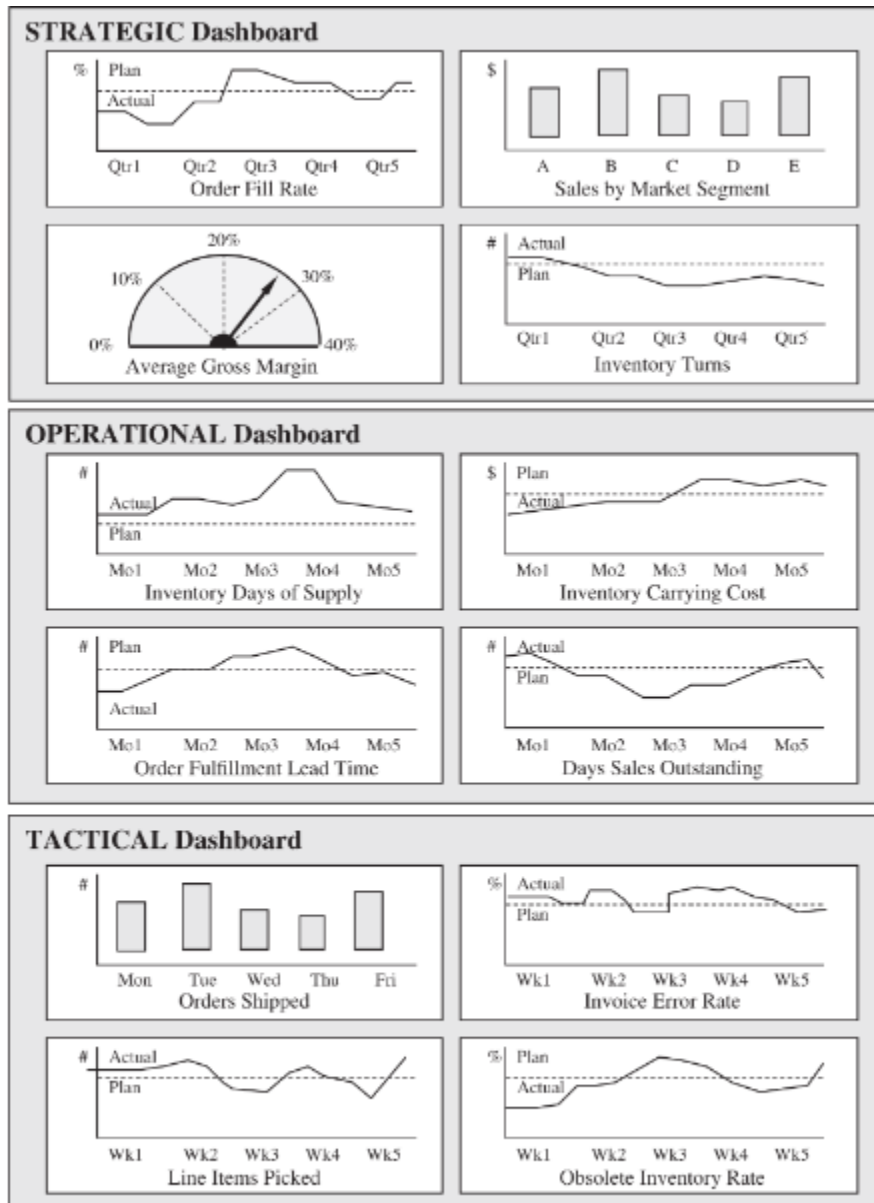 STRATEGIC Dashboard
% Plan
Actual
Qtr1 Qtr2 Qtr3 Qtr4 Qtr5
Order Fill Rate
$
A B C D E
Sales by Market Segment
20%
10% 30%
0% 40%
Average Gross Margin
# Actual
Plan
Qtr1 Qtr2 Qtr3 Qtr4 Qtr5
Inventory Turns
OPERATIONAL Dashboard
#
Actual
Plan
Mo1 Mo2 Mo3 Mo4 Mo5
Inventory Days of Supply
$ Plan
Actual
Mo1 Mo2 Mo3 Mo4 Mo5
Inventory Carrying Cost
# Plan
Actual
Mo1 Mo2 Mo3 Mo4 Mo5
Order Fulfillment Lead Time
# Actual
Plan
Mo1 Mo2 Mo3 Mo4 Mo5
Days Sales Outstanding
TACTICAL Dashboard
#
Mon Tue Wed Thu Fri
Orders Shipped
% Actual
Plan
Wk1 Wk2 Wk3 Wk4 Wk5
Invoice Error Rate
# Actual
Plan
Wk1 Wk2 Wk3 Wk4 Wk5
Line Items Picked
% Plan
Actual
Wk1 Wk2 Wk3 Wk4 Wk5
Obsolete Inventory Rate